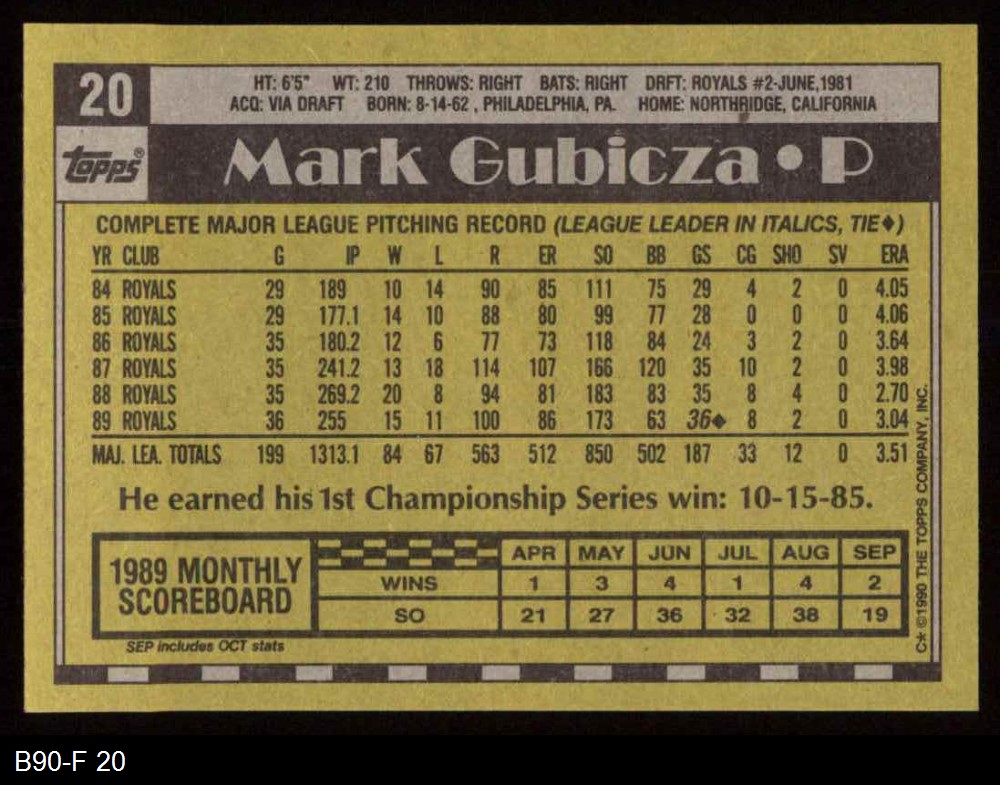 20
HT: 6'5" WT: 210 THROWS: RIGHT BATS: RIGHT DRFT: ROYALS #2-JUNE,1981
ACQ: VIA DRAFT BORN: 8-14-62 , PHILADELPHIA, PA. HOME: NORTHRIDGE, CALIFORNIA
topps®
Mark Gubicza • P
COMPLETE MAJOR LEAGUE PITCHING RECORD (LEAGUE LEADER IN ITALICS, TIE♦)
YR CLUB G IP W L R ER SO BB GS CG SHO SV ERA
84 ROYALS 29 189 10 14 90 85 111 75 29 4 2 0 4.05
85 ROYALS 29 177.1 14 10 88 80 99 77 28 0 0 0 4.06
86 ROYALS 35 180.2 12 6 77 73 118 84 24 3 2 0 3.64
87 ROYALS 35 241.2 13 18 114 107 166 120 35 10 2 0 3.98
88 ROYALS 35 269.2 20 8 94 81 183 83 35 8 4 0 2.70
89 ROYALS 36 255 15 11 100 86 173 63 36♦ 8 2 0 3.04
MAJ. LEA. TOTALS 199 1313.1 84 67 563 512 850 502 187 33 12 0 3.51
He earned his 1st Championship Series win: 10-15-85.
1989 MONTHLY
SCOREBOARD
APR MAY JUN JUL AUG SEP
WINS 1 3 4 1 4 2
SO 21 27 36 32 38 19
SEP includes OCT stats
C* ©1990 THE TOPPS COMPANY, INC.
B90-F 20